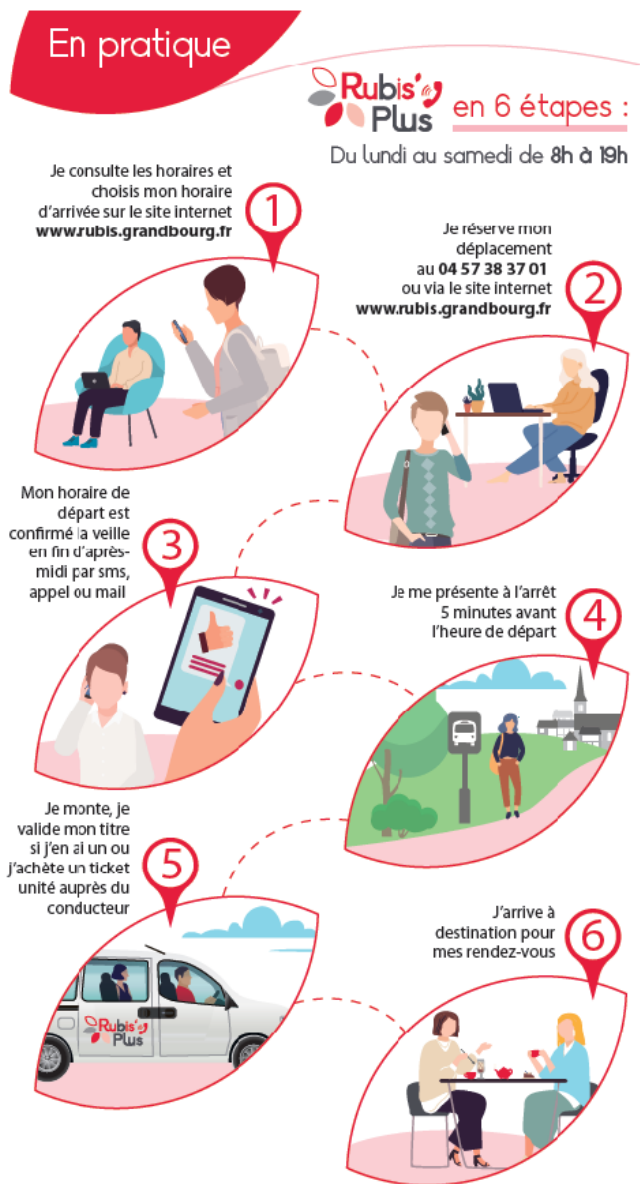 En pratique
Rubis'
Plus
en 6 étapes :
Du lundi au samedi de 8h à 19h
Je consulte les horaires et
choisis mon horaire
d'arrivée sur le site internet
www.rubis.grandbourg.fr
1
Je réserve mon
déplacement
au 04 57 38 37 01
ou via le site internet
www.rubis.grandbourg.fr
2
Mon horaire de
départ est
confirmé la veille
en fin d'après-
midi par sms,
appel ou mail
3
Je me présente à l'arrêt
5 minutes avant
l'heure de départ
4
Je monte, je
valide mon titre
si j'en ai un ou
j'achète un ticket
unité auprès du
conducteur
5
Rubis'
Plus
J'arrive à
destination pour
mes rendez-vous
6